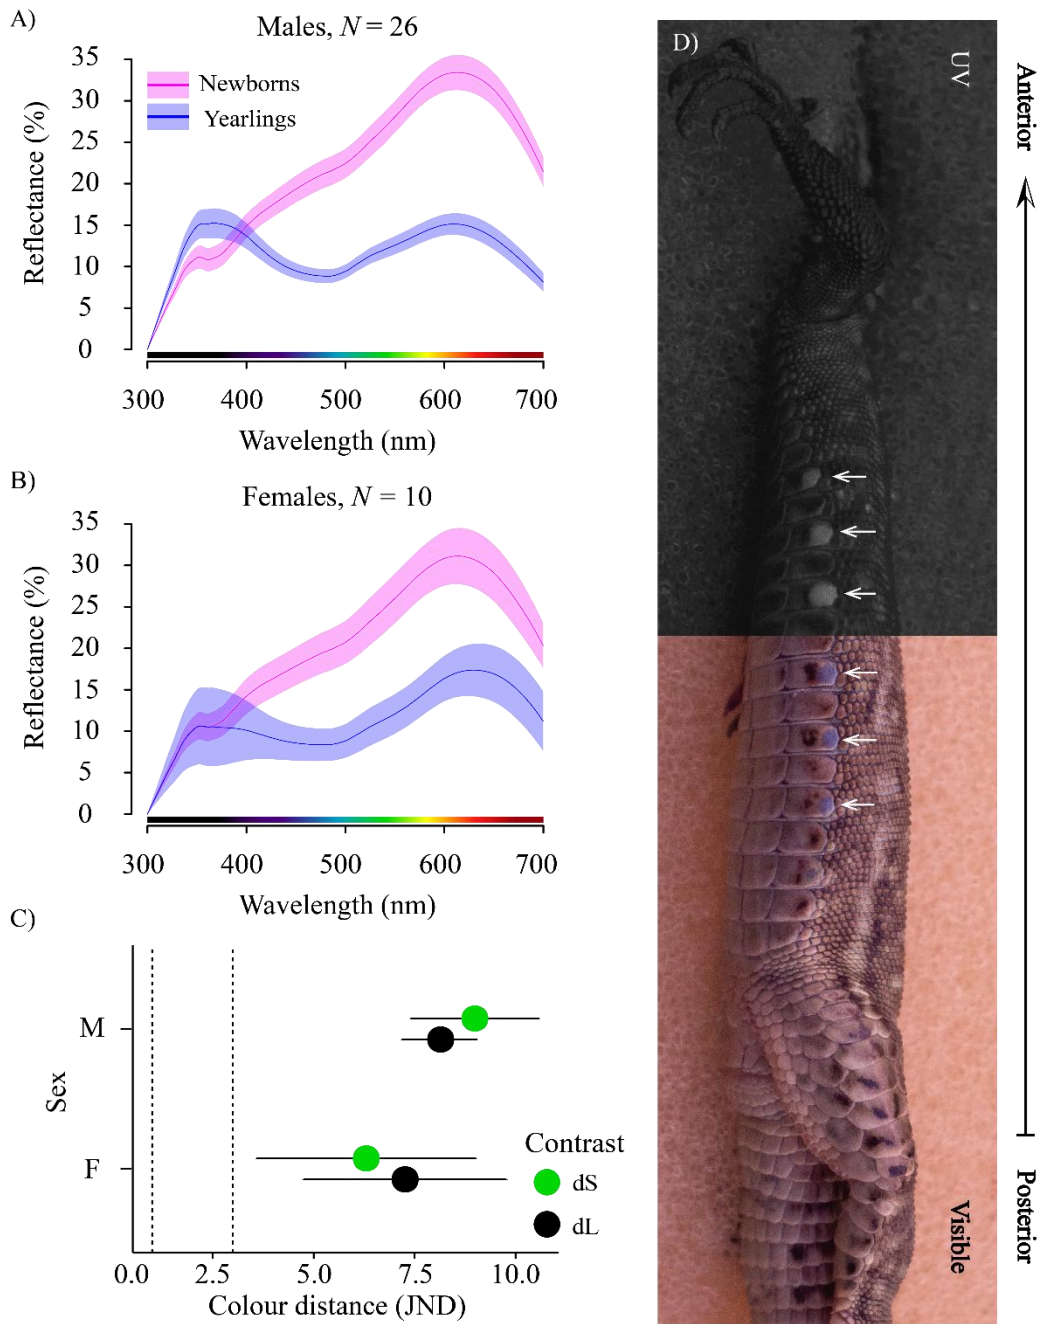 A)
Males, N = 26
35
30
25
20
15
10
5
0
Reflectance (%)
Newborns
Yearlings
300 400 500 600 700
Wavelength (nm)
B)
Females, N = 10
35
30
25
20
15
10
5
0
Reflectance (%)
300 400 500 600 700
Wavelength (nm)
C)
M
F
Sex
Contrast
dS
dL
0.0 2.5 5.0 7.5 10.0
Colour distance (JND)
D)
UV
Visible
Anterior
Posterior